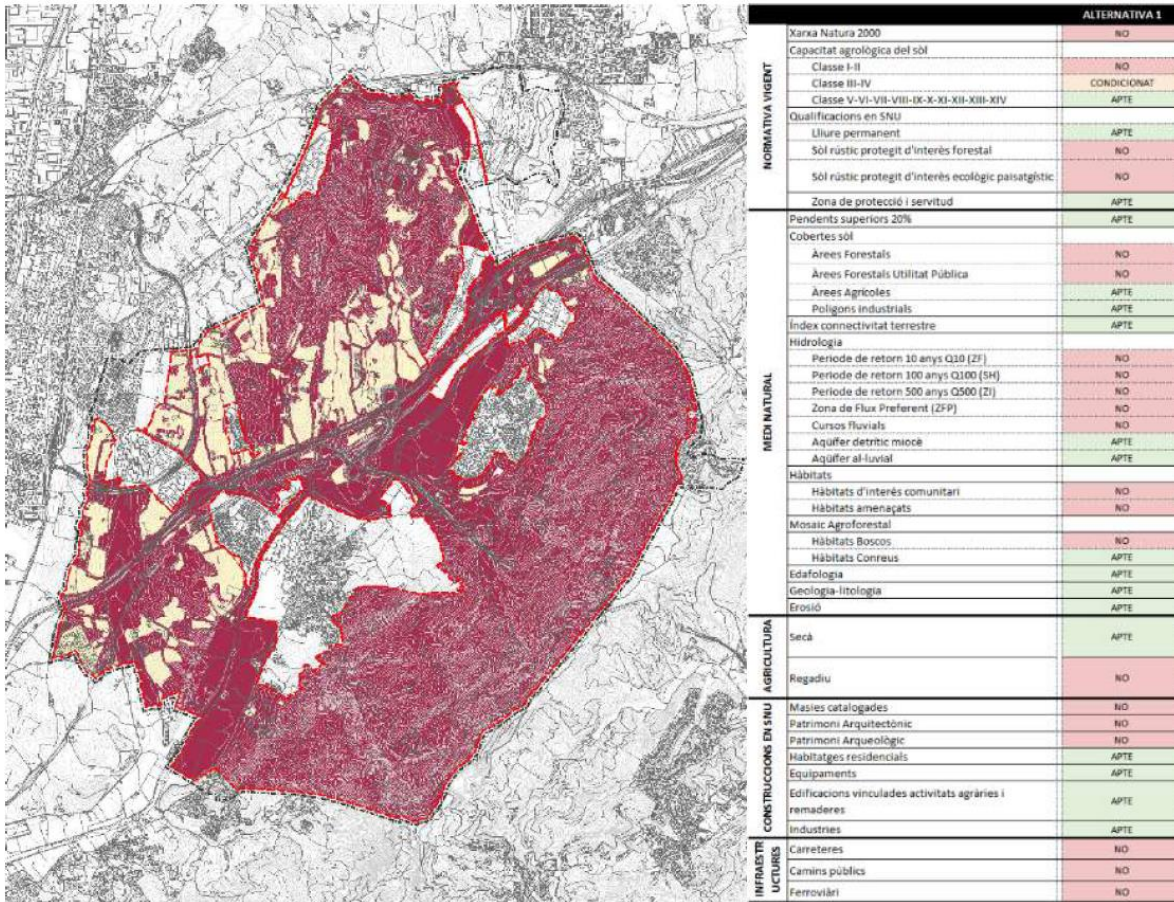 ALTERNATIVA 1
NORMATIVA VIGENT
Xarxa Natura 2000 NO
Capacitat agrològica del sòl
Classe I-II NO
Classe III-IV CONDICIONAT
Classe V-VI-VII-VIII-IX-X-XI-XII-XIII-XIV APTE
Qualificacions en SNU
Lliure permanent APTE
Sòl rústic protegit d'interès forestal NO
Sòl rústic protegit d'interès ecològic paisatgístic NO
Zona de protecció i servitud APTE
MEDI NATURAL
Pendents superiors 20% APTE
Cobertes sòl
Àrees Forestals NO
Àrees Forestals Utilitat Pública NO
Àrees Agrícoles APTE
Polígons industrials APTE
Índex connectivitat terrestre APTE
Hidrologia
Període de retorn 10 anys Q10 (ZF) NO
Període de retorn 100 anys Q100 (SH) NO
Període de retorn 500 anys Q500 (ZI) NO
Zona de Flux Preferent (ZFP) NO
Cursos fluvials NO
Aqüífer detrític miocè APTE
Aqüífer al·luvial APTE
Hàbitats
Hàbitats d'interès comunitari NO
Hàbitats amenaçats NO
Mosaic Agroforestal
Hàbitats Boscos NO
Hàbitats Conreus APTE
Edafologia APTE
Geologia-litologia APTE
Erosió APTE
AGRICULTURA
Secà APTE
Regadiu NO
CONSTRUCCIONS EN SNU
Masies catalogades NO
Patrimoni Arquitectònic NO
Patrimoni Arqueològic NO
Habitatges residencials APTE
Equipaments APTE
Edificacions vinculades activitats agràries i
remaderes APTE
Industries APTE
INFRAESTR
UCTURES
Carreteres NO
Camins públics NO
Ferroviàri NO